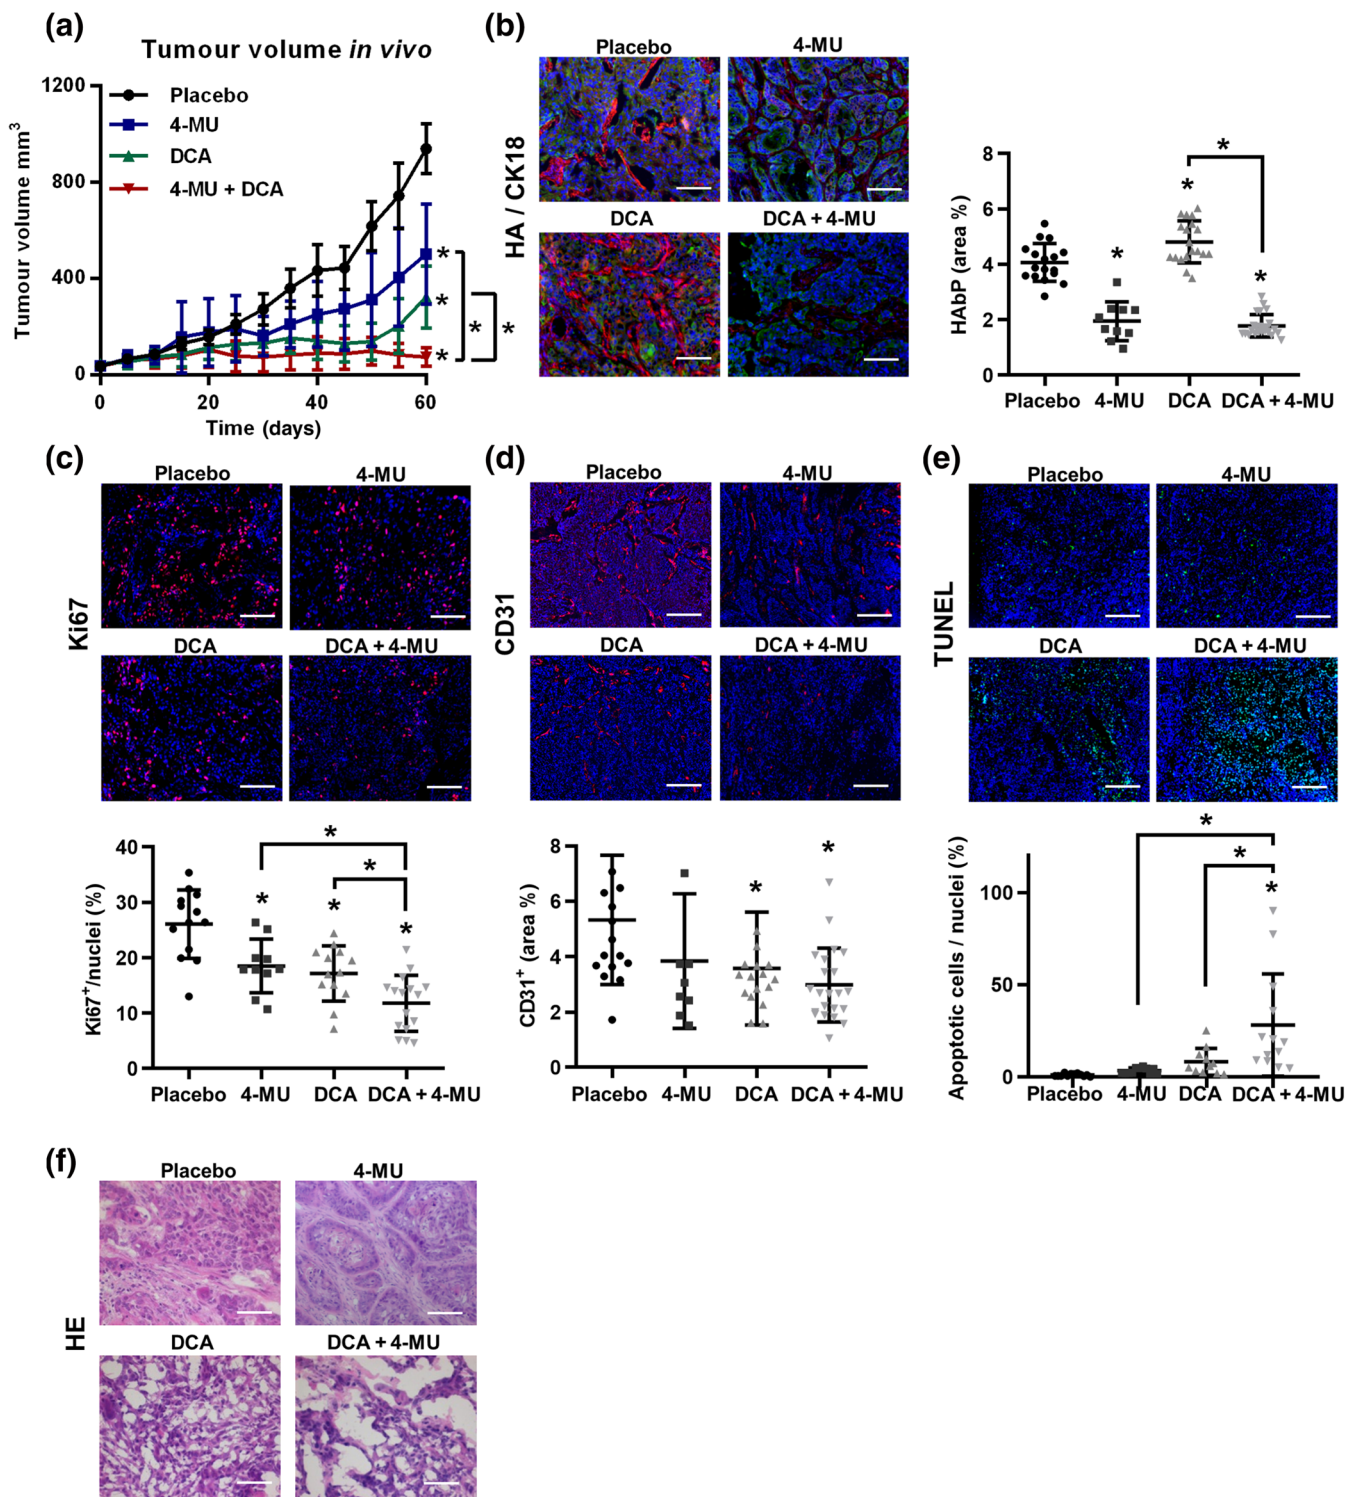 (a)
Tumour volume in vivo
Tumour volume mm³
1200
800
400
0
Placebo
4-MU
DCA
4-MU + DCA
*
*
*
*
*
0 20 40 60
Time (days)
(b)
HA / CK18
Placebo 4-MU
DCA DCA + 4-MU
HAbP (area %)
8
6
4
2
0
*
*
*
*
Placebo 4-MU DCA DCA + 4-MU
(c)
Ki67
Placebo 4-MU
DCA DCA + 4-MU
Ki67⁺/nuclei (%)
40
30
20
10
0
*
*
*
*
*
Placebo 4-MU DCA DCA + 4-MU
(d)
CD31
Placebo 4-MU
DCA DCA + 4-MU
CD31⁺ (area %)
8
6
4
2
0
*
*
Placebo 4-MU DCA DCA + 4-MU
(e)
TUNEL
Placebo 4-MU
DCA DCA + 4-MU
Apoptotic cells / nuclei (%)
100
50
0
*
*
*
Placebo 4-MU DCA DCA + 4-MU
(f)
HE
Placebo 4-MU
DCA DCA + 4-MU